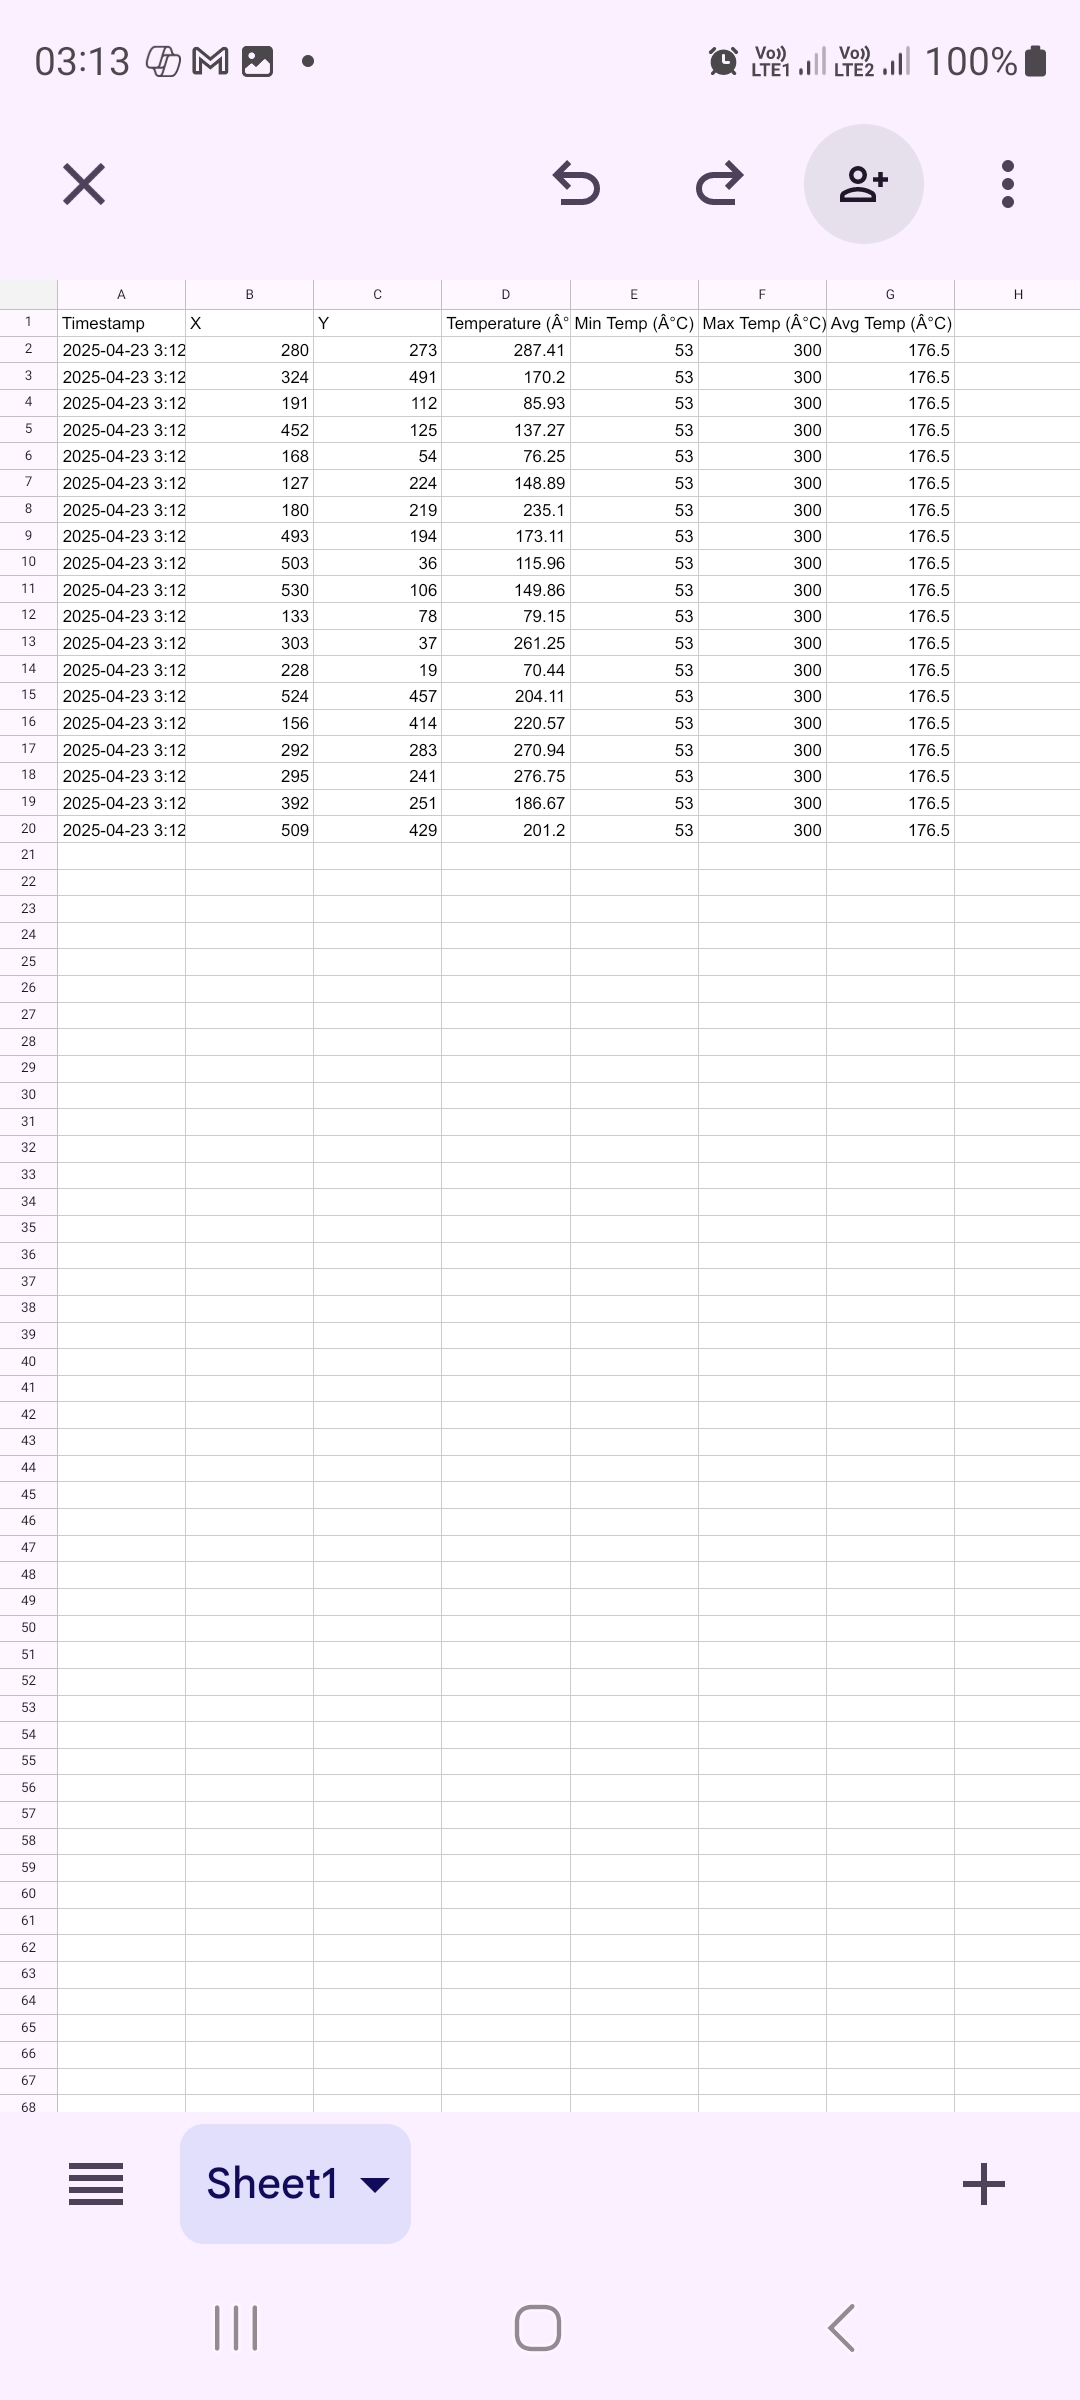 03:13 Vo)) LTE1 Vo)) LTE2 100%
A B C D E F G H
1 Timestamp X Y Temperature (Â° Min Temp (Â°C) Max Temp (Â°C) Avg Temp (Â°C)
2 2025-04-23 3:12 280 273 287.41 53 300 176.5
3 2025-04-23 3:12 324 491 170.2 53 300 176.5
4 2025-04-23 3:12 191 112 85.93 53 300 176.5
5 2025-04-23 3:12 452 125 137.27 53 300 176.5
6 2025-04-23 3:12 168 54 76.25 53 300 176.5
7 2025-04-23 3:12 127 224 148.89 53 300 176.5
8 2025-04-23 3:12 180 219 235.1 53 300 176.5
9 2025-04-23 3:12 493 194 173.11 53 300 176.5
10 2025-04-23 3:12 503 36 115.96 53 300 176.5
11 2025-04-23 3:12 530 106 149.86 53 300 176.5
12 2025-04-23 3:12 133 78 79.15 53 300 176.5
13 2025-04-23 3:12 303 37 261.25 53 300 176.5
14 2025-04-23 3:12 228 19 70.44 53 300 176.5
15 2025-04-23 3:12 524 457 204.11 53 300 176.5
16 2025-04-23 3:12 156 414 220.57 53 300 176.5
17 2025-04-23 3:12 292 283 270.94 53 300 176.5
18 2025-04-23 3:12 295 241 276.75 53 300 176.5
19 2025-04-23 3:12 392 251 186.67 53 300 176.5
20 2025-04-23 3:12 509 429 201.2 53 300 176.5
21
22
23
24
25
26
27
28
29
30
31
32
33
34
35
36
37
38
39
40
41
42
43
44
45
46
47
48
49
50
51
52
53
54
55
56
57
58
59
60
61
62
63
64
65
66
67
68
Sheet1